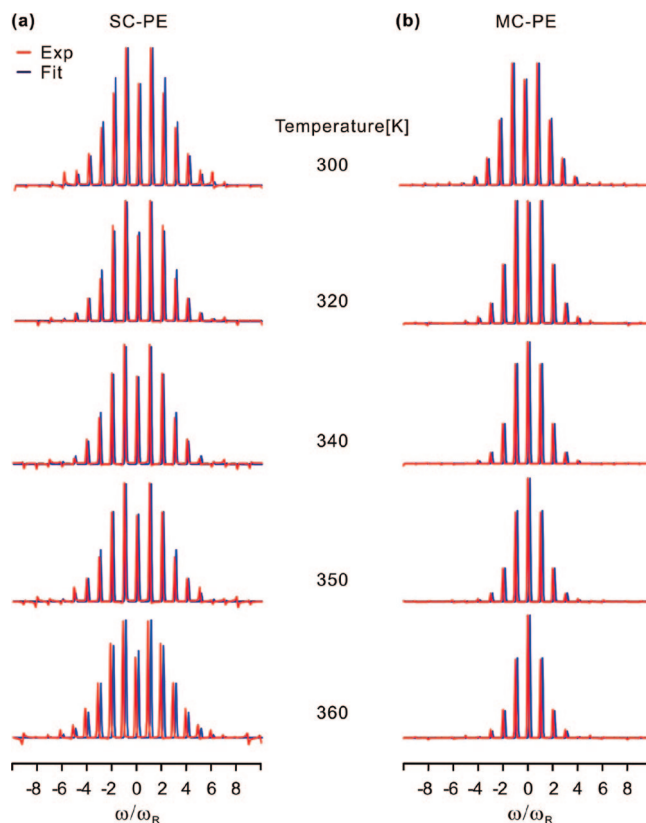 (a) SC-PE (b) MC-PE
Exp
Fit
Temperature[K]
300
320
340
350
360
-8 -6 -4 -2 0 2 4 6 8 -8 -6 -4 -2 0 2 4 6 8
ω/ω_R ω/ω_R